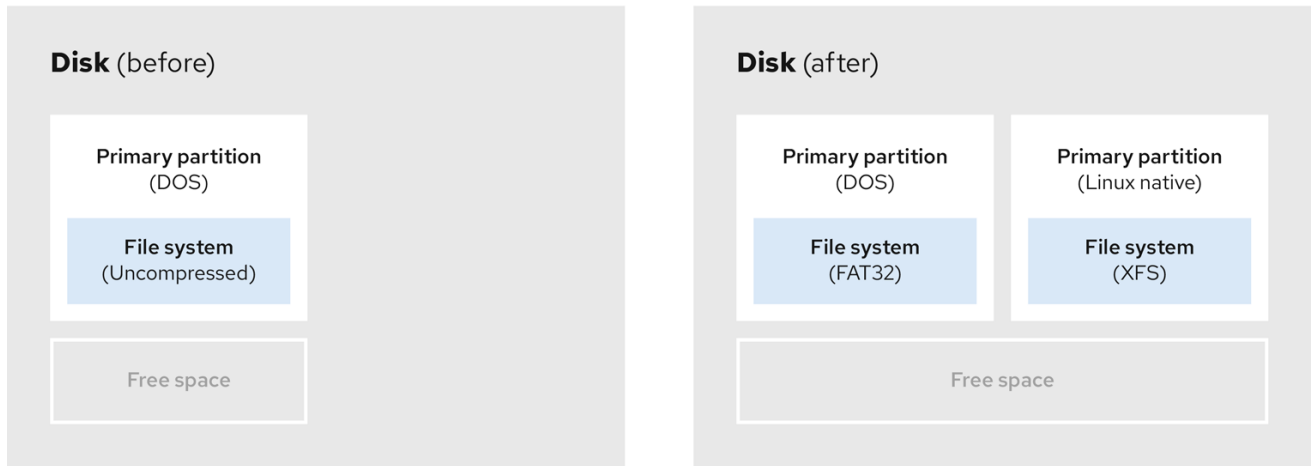 Disk (before)
Primary partition
(DOS)
File system
(Uncompressed)
Free space
Disk (after)
Primary partition
(DOS)
File system
(FAT32)
Primary partition
(Linux native)
File system
(XFS)
Free space